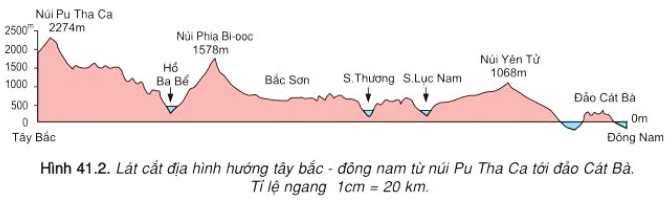 Núi Pu Tha Ca
2274m
Núi Phia Bi-ooc
1578m
Núi Yên Tử
1068m
Hồ
Ba Bể
Bắc Sơn
S.Thương
S.Lục Nam
Đảo Cát Bà
2500m
2000
1500
1000
500
0
0m
Tây Bắc
Đông Nam
Hình 41.2. Lát cắt địa hình hướng tây bắc - đông nam từ núi Pu Tha Ca tới đảo Cát Bà.
Tỉ lệ ngang 1cm = 20 km.